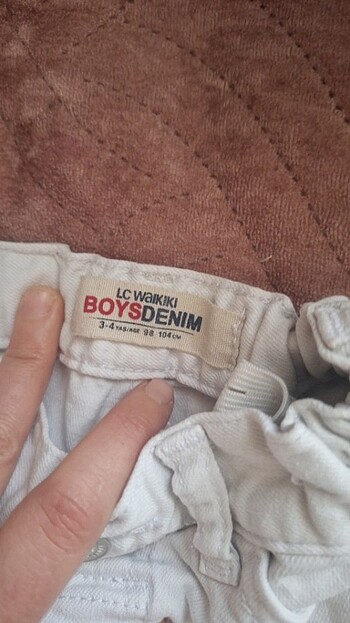 LC WAIKIKI
BOYSDENIM
3-4 YAŞ/AGE 98 104 CM